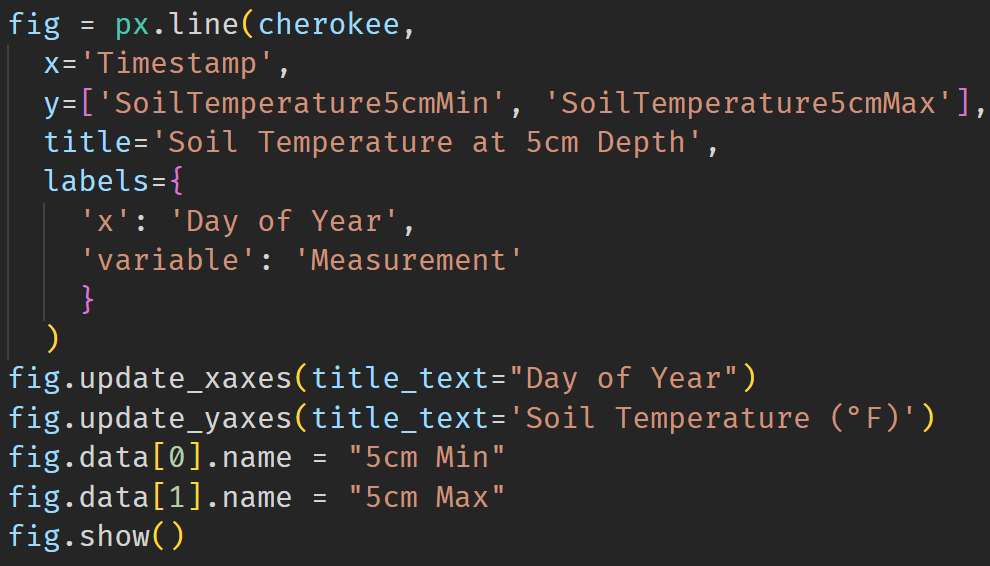 fig = px.line(cherokee,
  x='Timestamp',
  y=['SoilTemperature5cmMin', 'SoilTemperature5cmMax'],
  title='Soil Temperature at 5cm Depth',
  labels={
    'x': 'Day of Year',
    'variable': 'Measurement'
    }
  )
fig.update_xaxes(title_text="Day of Year")
fig.update_yaxes(title_text='Soil Temperature (°F)')
fig.data[0].name = "5cm Min"
fig.data[1].name = "5cm Max"
fig.show()